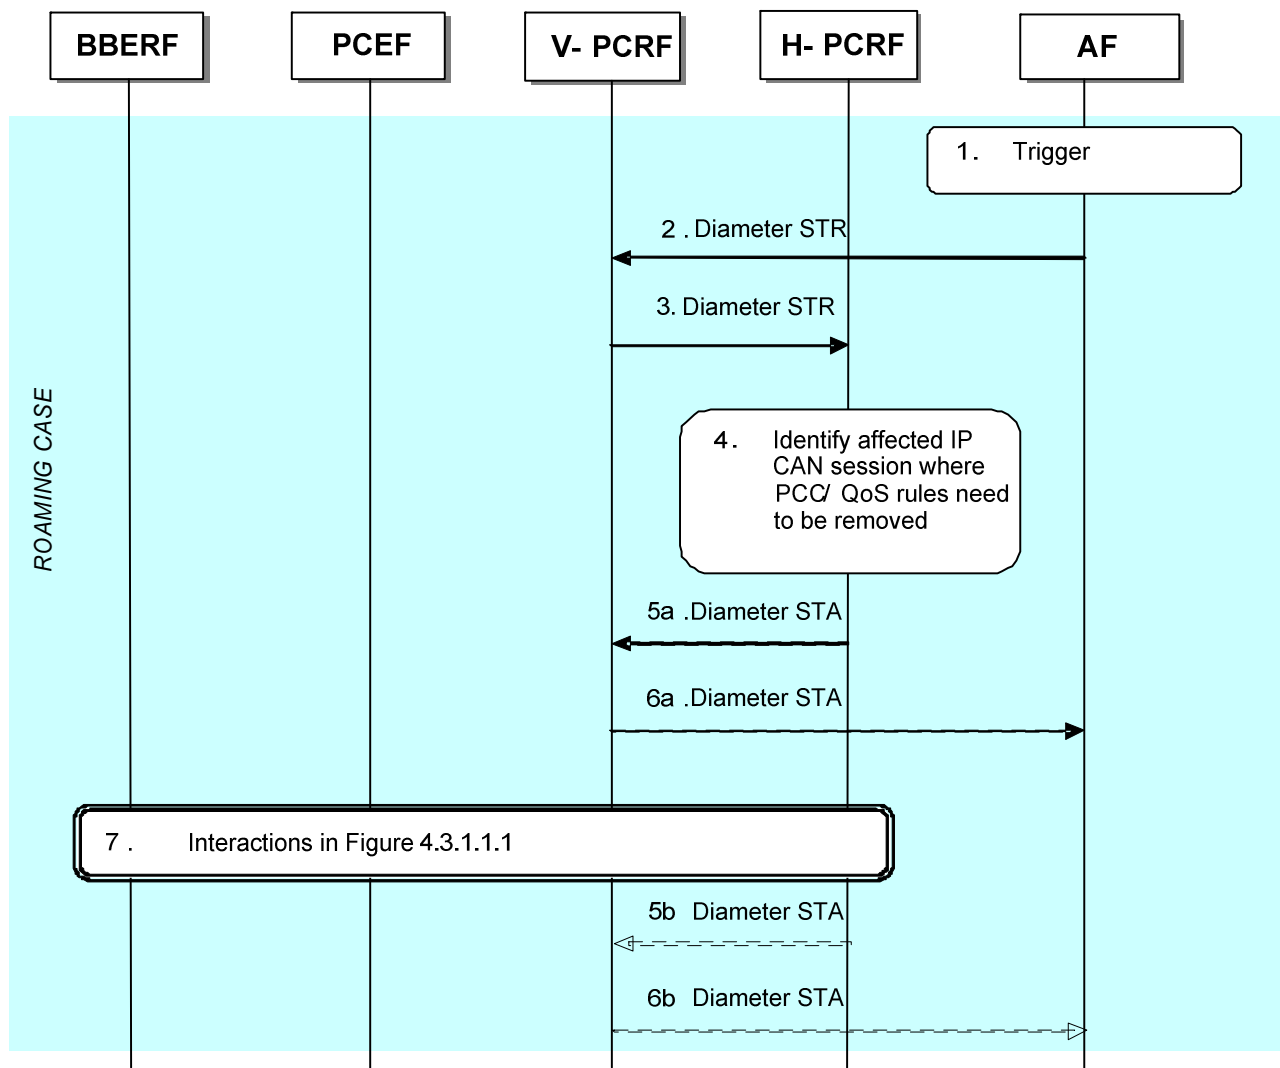 BBERF
PCEF
V- PCRF
H- PCRF
AF
1. Trigger
2 . Diameter STR
3. Diameter STR
ROAMING CASE
4. Identify affected IP
CAN session where
PCC/ QoS rules need
to be removed
5a .Diameter STA
6a .Diameter STA
7 . Interactions in Figure 4.3.1.1.1
5b Diameter STA
6b Diameter STA